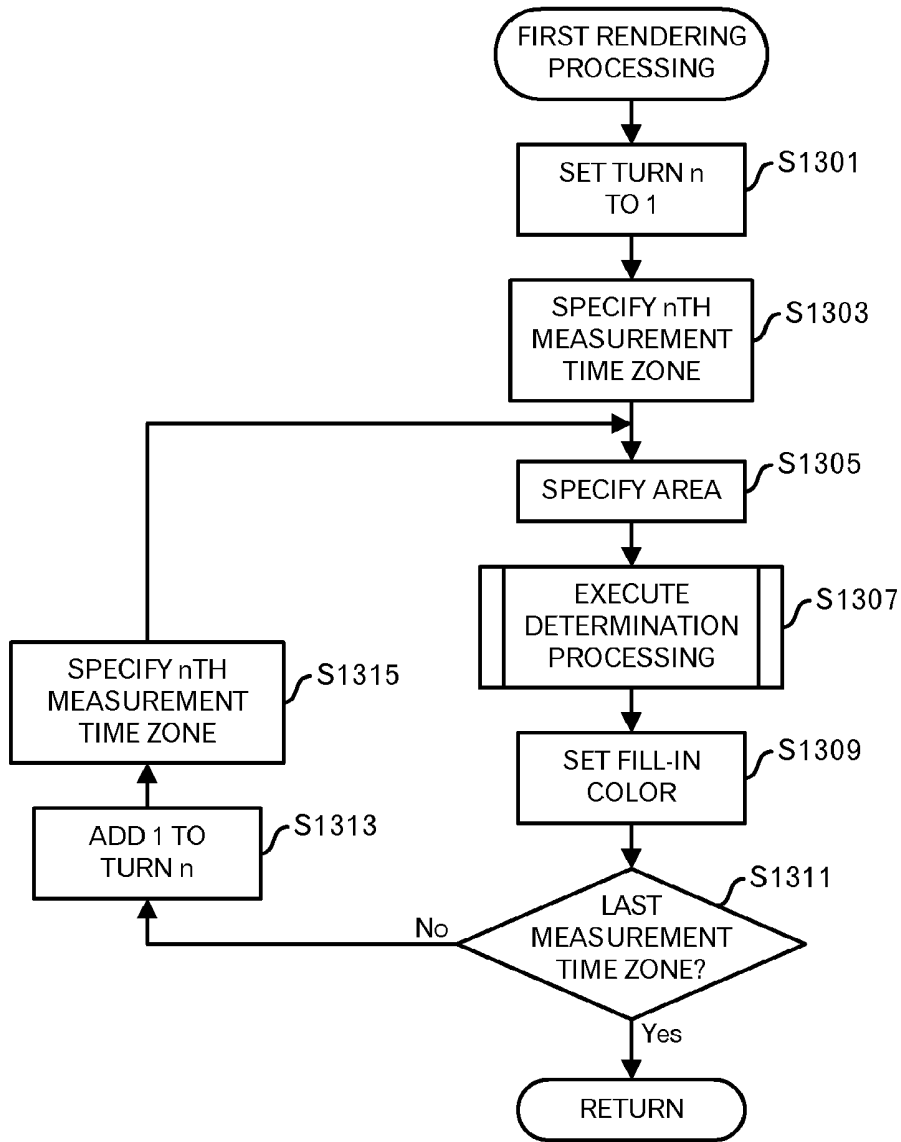 FIRST RENDERING
PROCESSING
SET TURN n
TO 1
S1301
SPECIFY nTH
MEASUREMENT
TIME ZONE
S1303
SPECIFY AREA
S1305
EXECUTE
DETERMINATION
PROCESSING
S1307
SET FILL-IN
COLOR
S1309
LAST
MEASUREMENT
TIME ZONE?
S1311
No
Yes
ADD 1 TO
TURN n
S1313
SPECIFY nTH
MEASUREMENT
TIME ZONE
S1315
RETURN